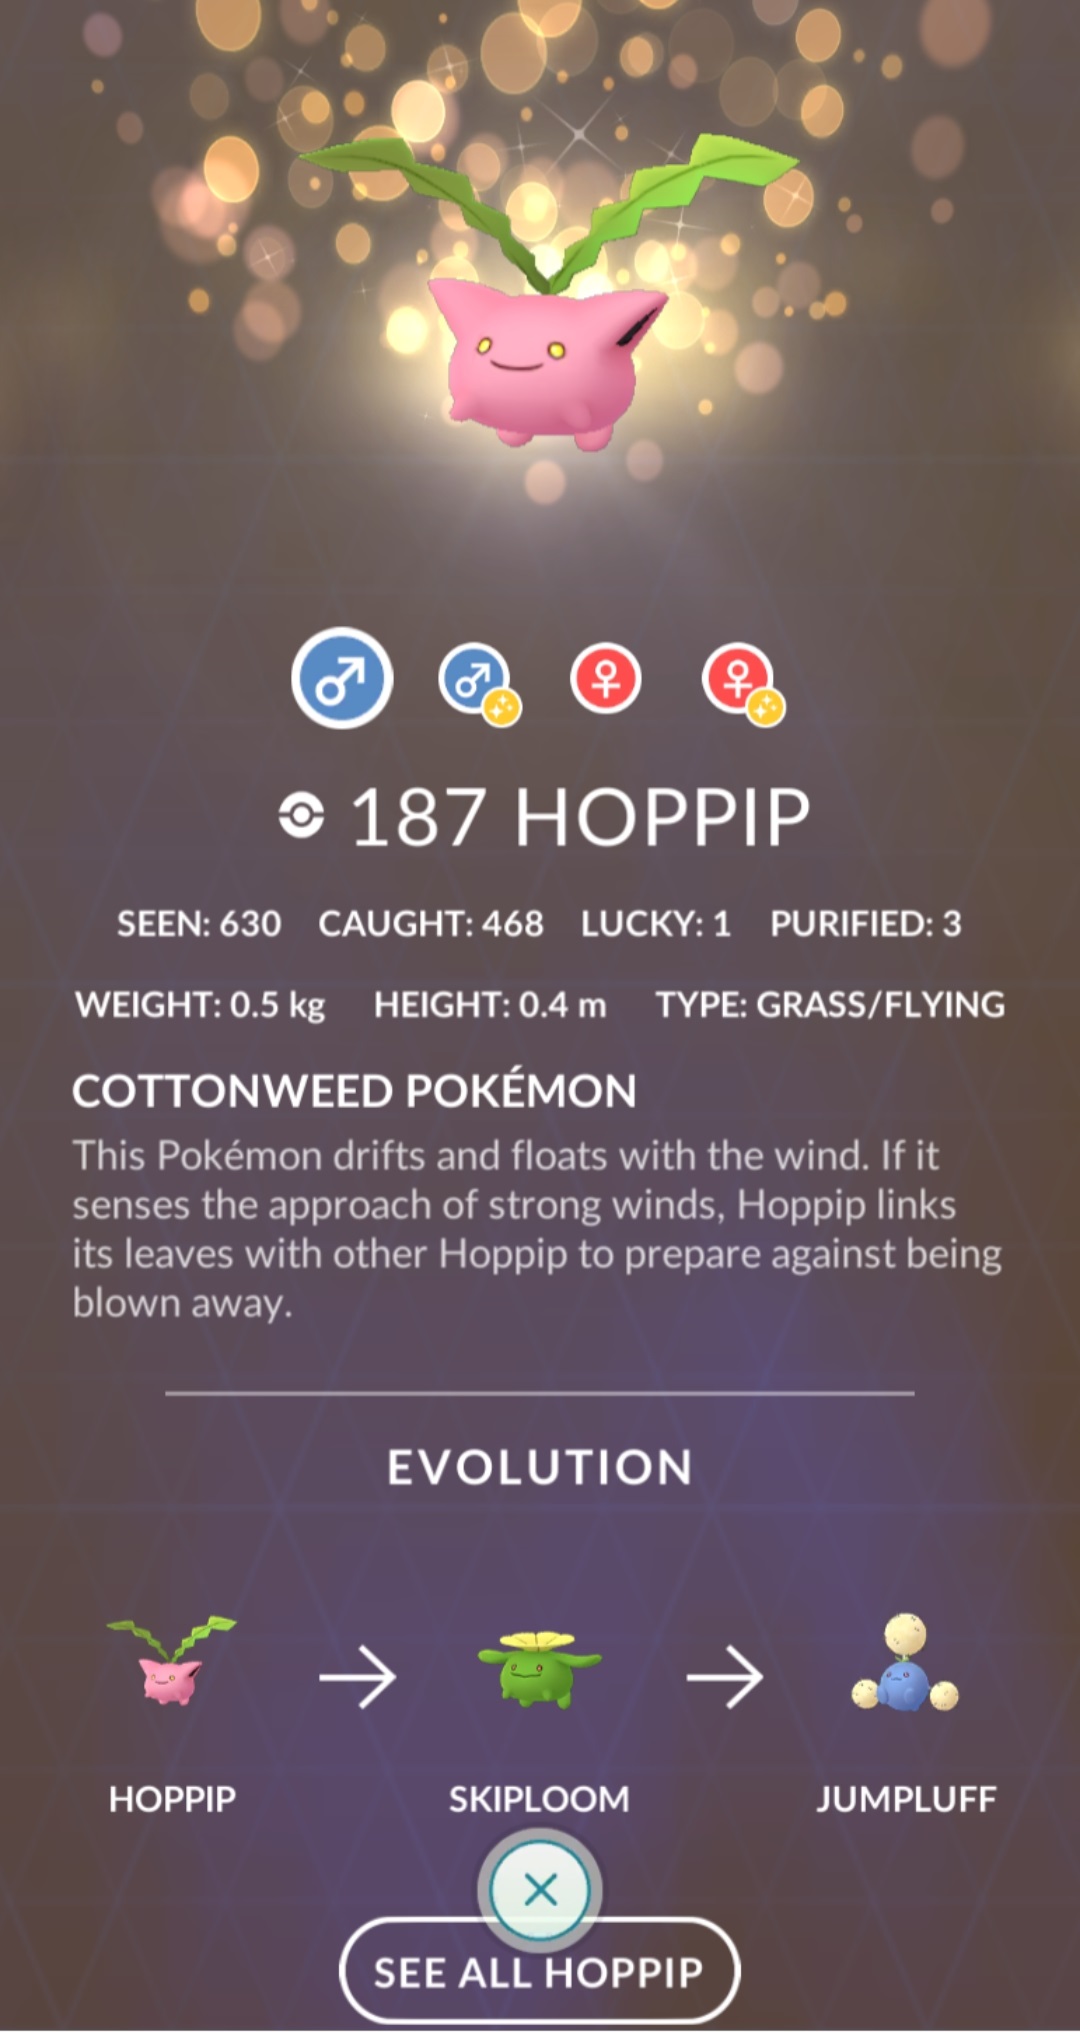 187 HOPPIP
SEEN: 630 CAUGHT: 468 LUCKY: 1 PURIFIED: 3
WEIGHT: 0.5 kg HEIGHT: 0.4 m TYPE: GRASS/FLYING
COTTONWEED POKÉMON
This Pokémon drifts and floats with the wind. If it
senses the approach of strong winds, Hoppip links
its leaves with other Hoppip to prepare against being
blown away.
EVOLUTION
HOPPIP SKIPLOOM JUMPLUFF
SEE ALL HOPPIP